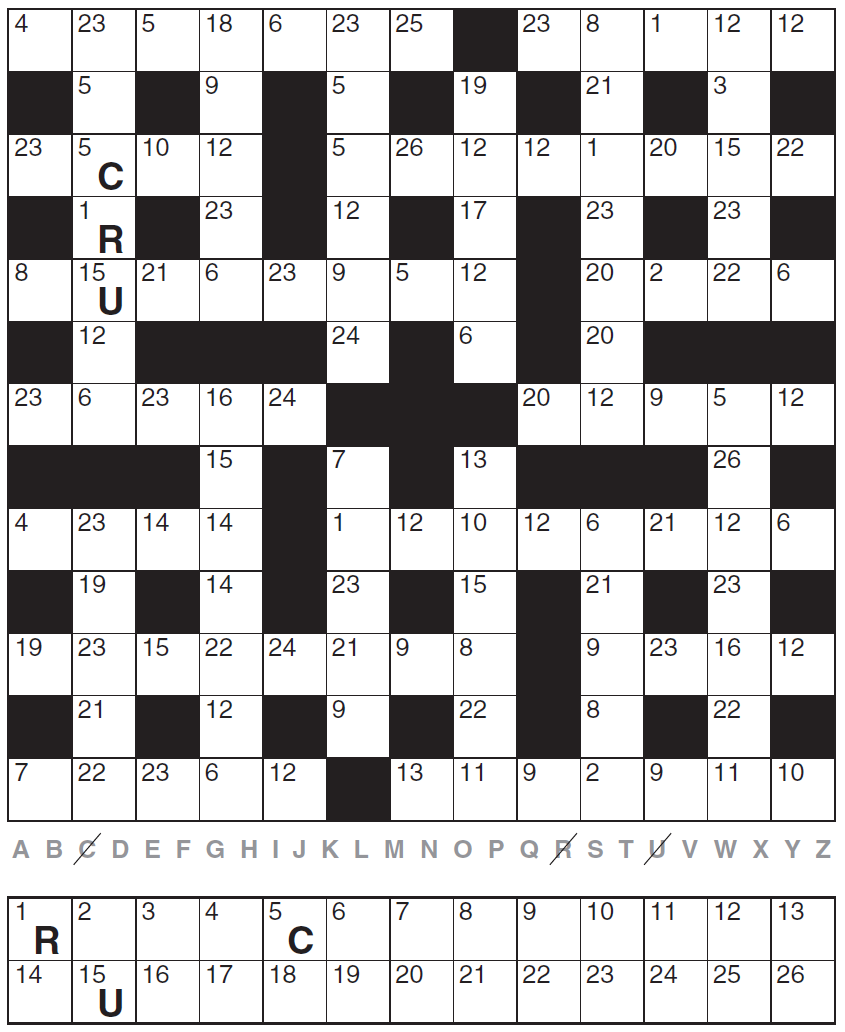 4 23 5 18 6 23 25 23 8 1 12 12
5 9 5 19 21 3
23 5 C 10 12 5 26 12 12 1 20 15 22
1 R 23 12 17 23 23
8 15 U 21 6 23 9 5 12 20 2 22 6
12 24 6 20
23 6 23 16 24 20 12 9 5 12
15 7 13 26
4 23 14 14 1 12 10 12 6 21 12 6
19 14 23 15 21 23
19 23 15 22 24 21 9 8 9 23 16 12
21 12 9 22 8 22
7 22 23 6 12 13 11 9 2 9 11 10
A B C D E F G H I J K L M N O P Q R S T U V W X Y Z
1 R 2 3 4 5 C 6 7 8 9 10 11 12 13
14 15 U 16 17 18 19 20 21 22 23 24 25 26